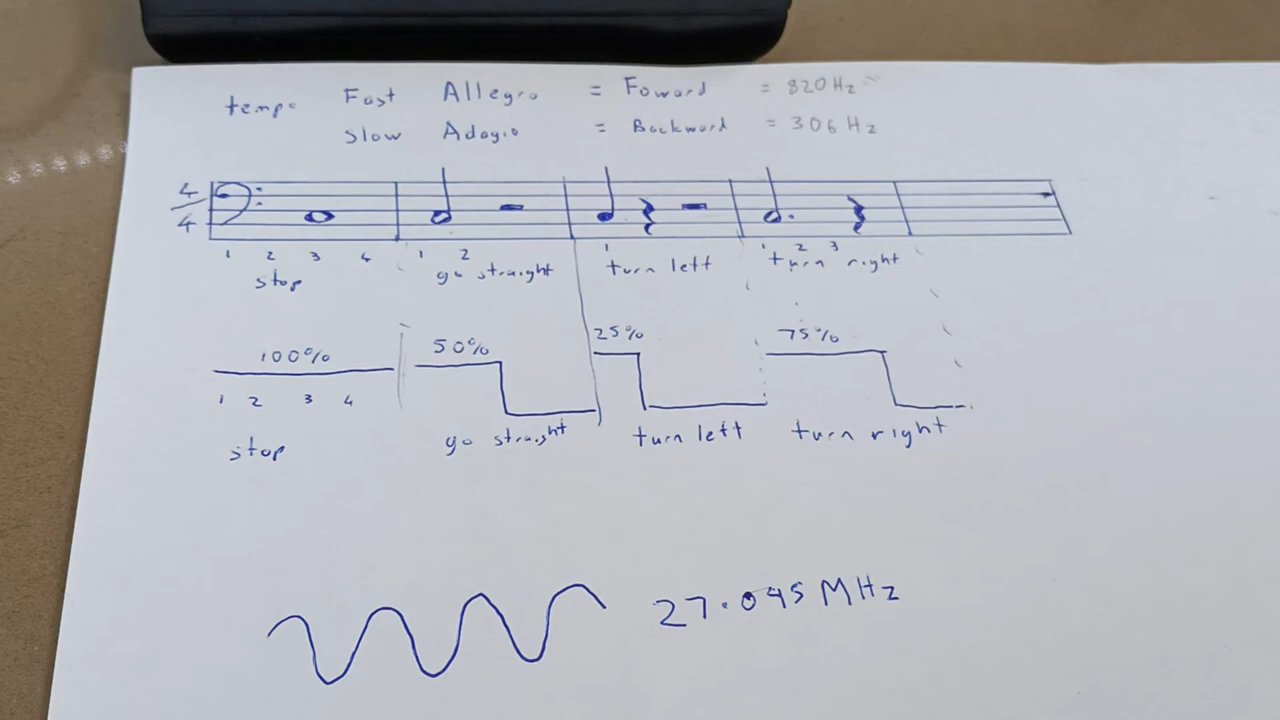 tempo Fast Allegro = Foward = 820 Hz
Slow Adagio = Backward = 306 Hz
4
4
1 2 3 4 1 2 1 1 2 3
stop go straight turn left turn right
100% 50% 25% 75%
1 2 3 4
stop go straight turn left turn right
27.045 MHz